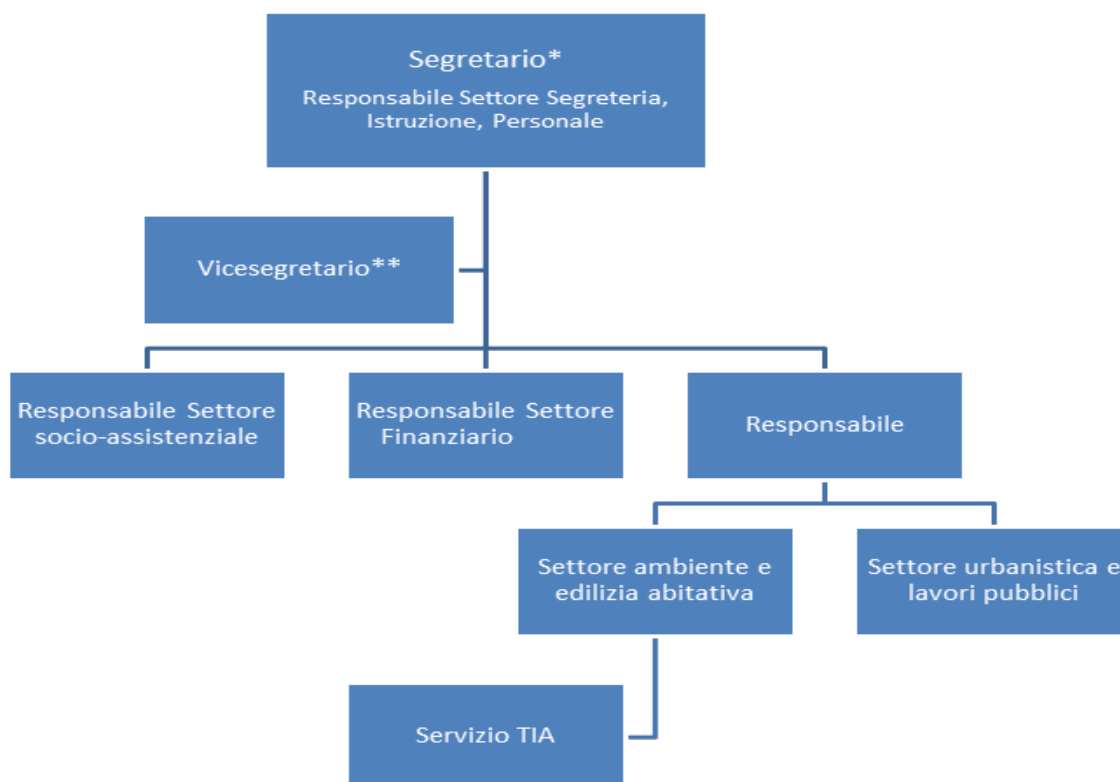 Segretario*
Responsabile Settore Segreteria,
Istruzione, Personale
Vicesegretario**
Responsabile Settore
socio-assistenziale
Responsabile Settore
Finanziario
Responsabile
Settore ambiente e
edilizia abitativa
Settore urbanistica e
lavori pubblici
Servizio TIA